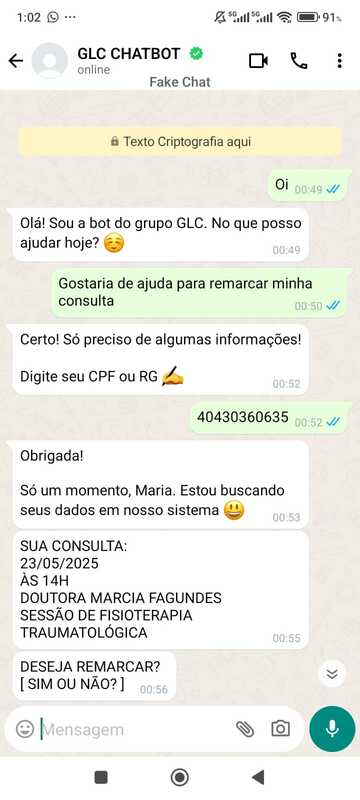 1:02 ...
5G 5G 91%
GLC CHATBOT
online
Fake Chat
Texto Criptografia aqui
Oi 00:49
Olá! Sou a bot do grupo GLC. No que posso
ajudar hoje? ☺️
00:49
Gostaria de ajuda para remarcar minha
consulta
00:50
Certo! Só preciso de algumas informações!
Digite seu CPF ou RG ✍️
00:52
40430360635 00:52
Obrigada!
Só um momento, Maria. Estou buscando
seus dados em nosso sistema 😃
00:53
SUA CONSULTA:
23/05/2025
ÀS 14H
DOUTORA MARCIA FAGUNDES
SESSÃO DE FISIOTERAPIA
TRAUMATOLÓGICA
00:55
DESEJA REMARCAR?
[ SIM OU NÃO? ] 00:56
Mensagem